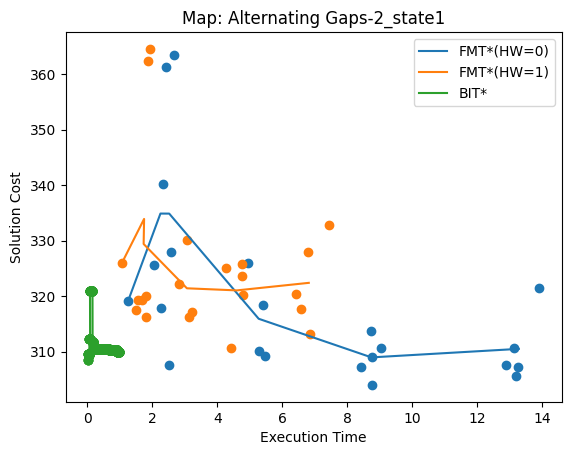 Map: Alternating Gaps-2_state1
FMT*(HW=0)
FMT*(HW=1)
BIT*
Solution Cost
360
350
340
330
320
310
0 2 4 6 8 10 12 14
Execution Time